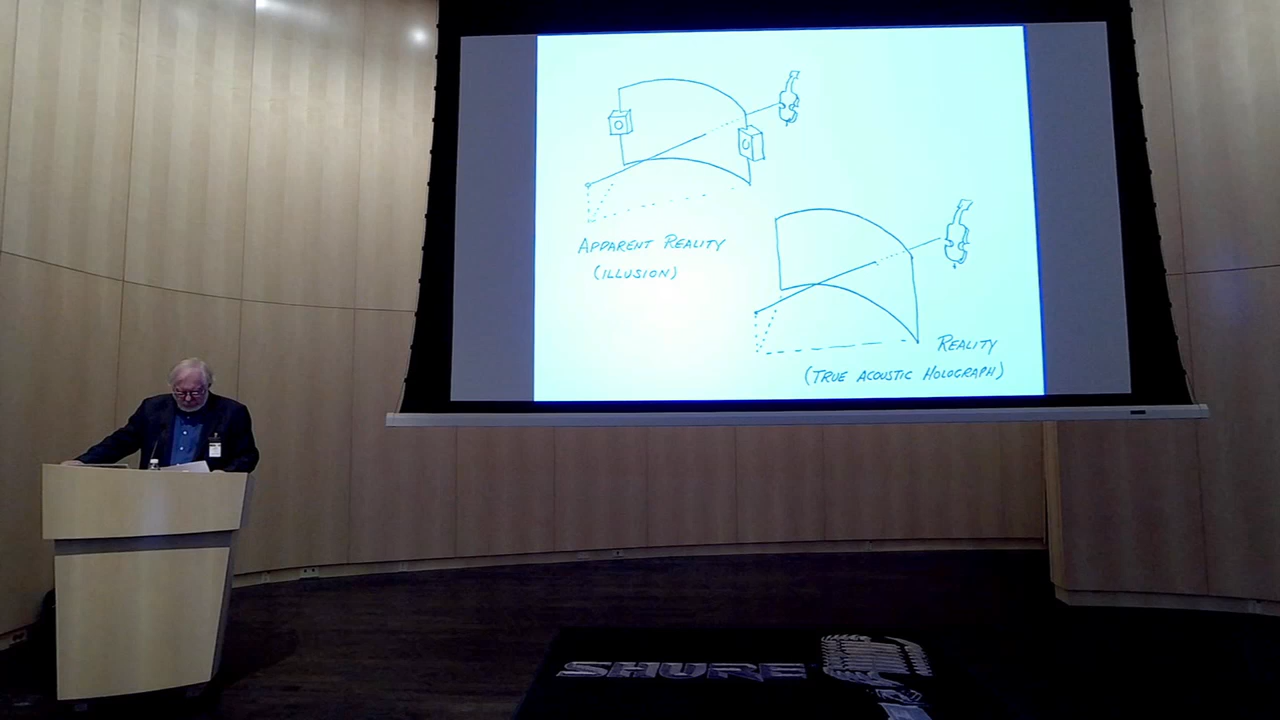 APPARENT REALITY
(ILLUSION)
REALITY
(TRUE ACOUSTIC HOLOGRAPH)
SHURE